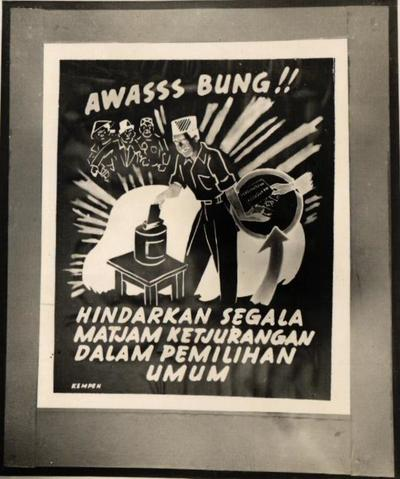 AWASSS BUNG!!
HINDARKAN SEGALA
MATJAM KETJURANGAN
DALAM PEMILIHAN
UMUM
KEMPEN